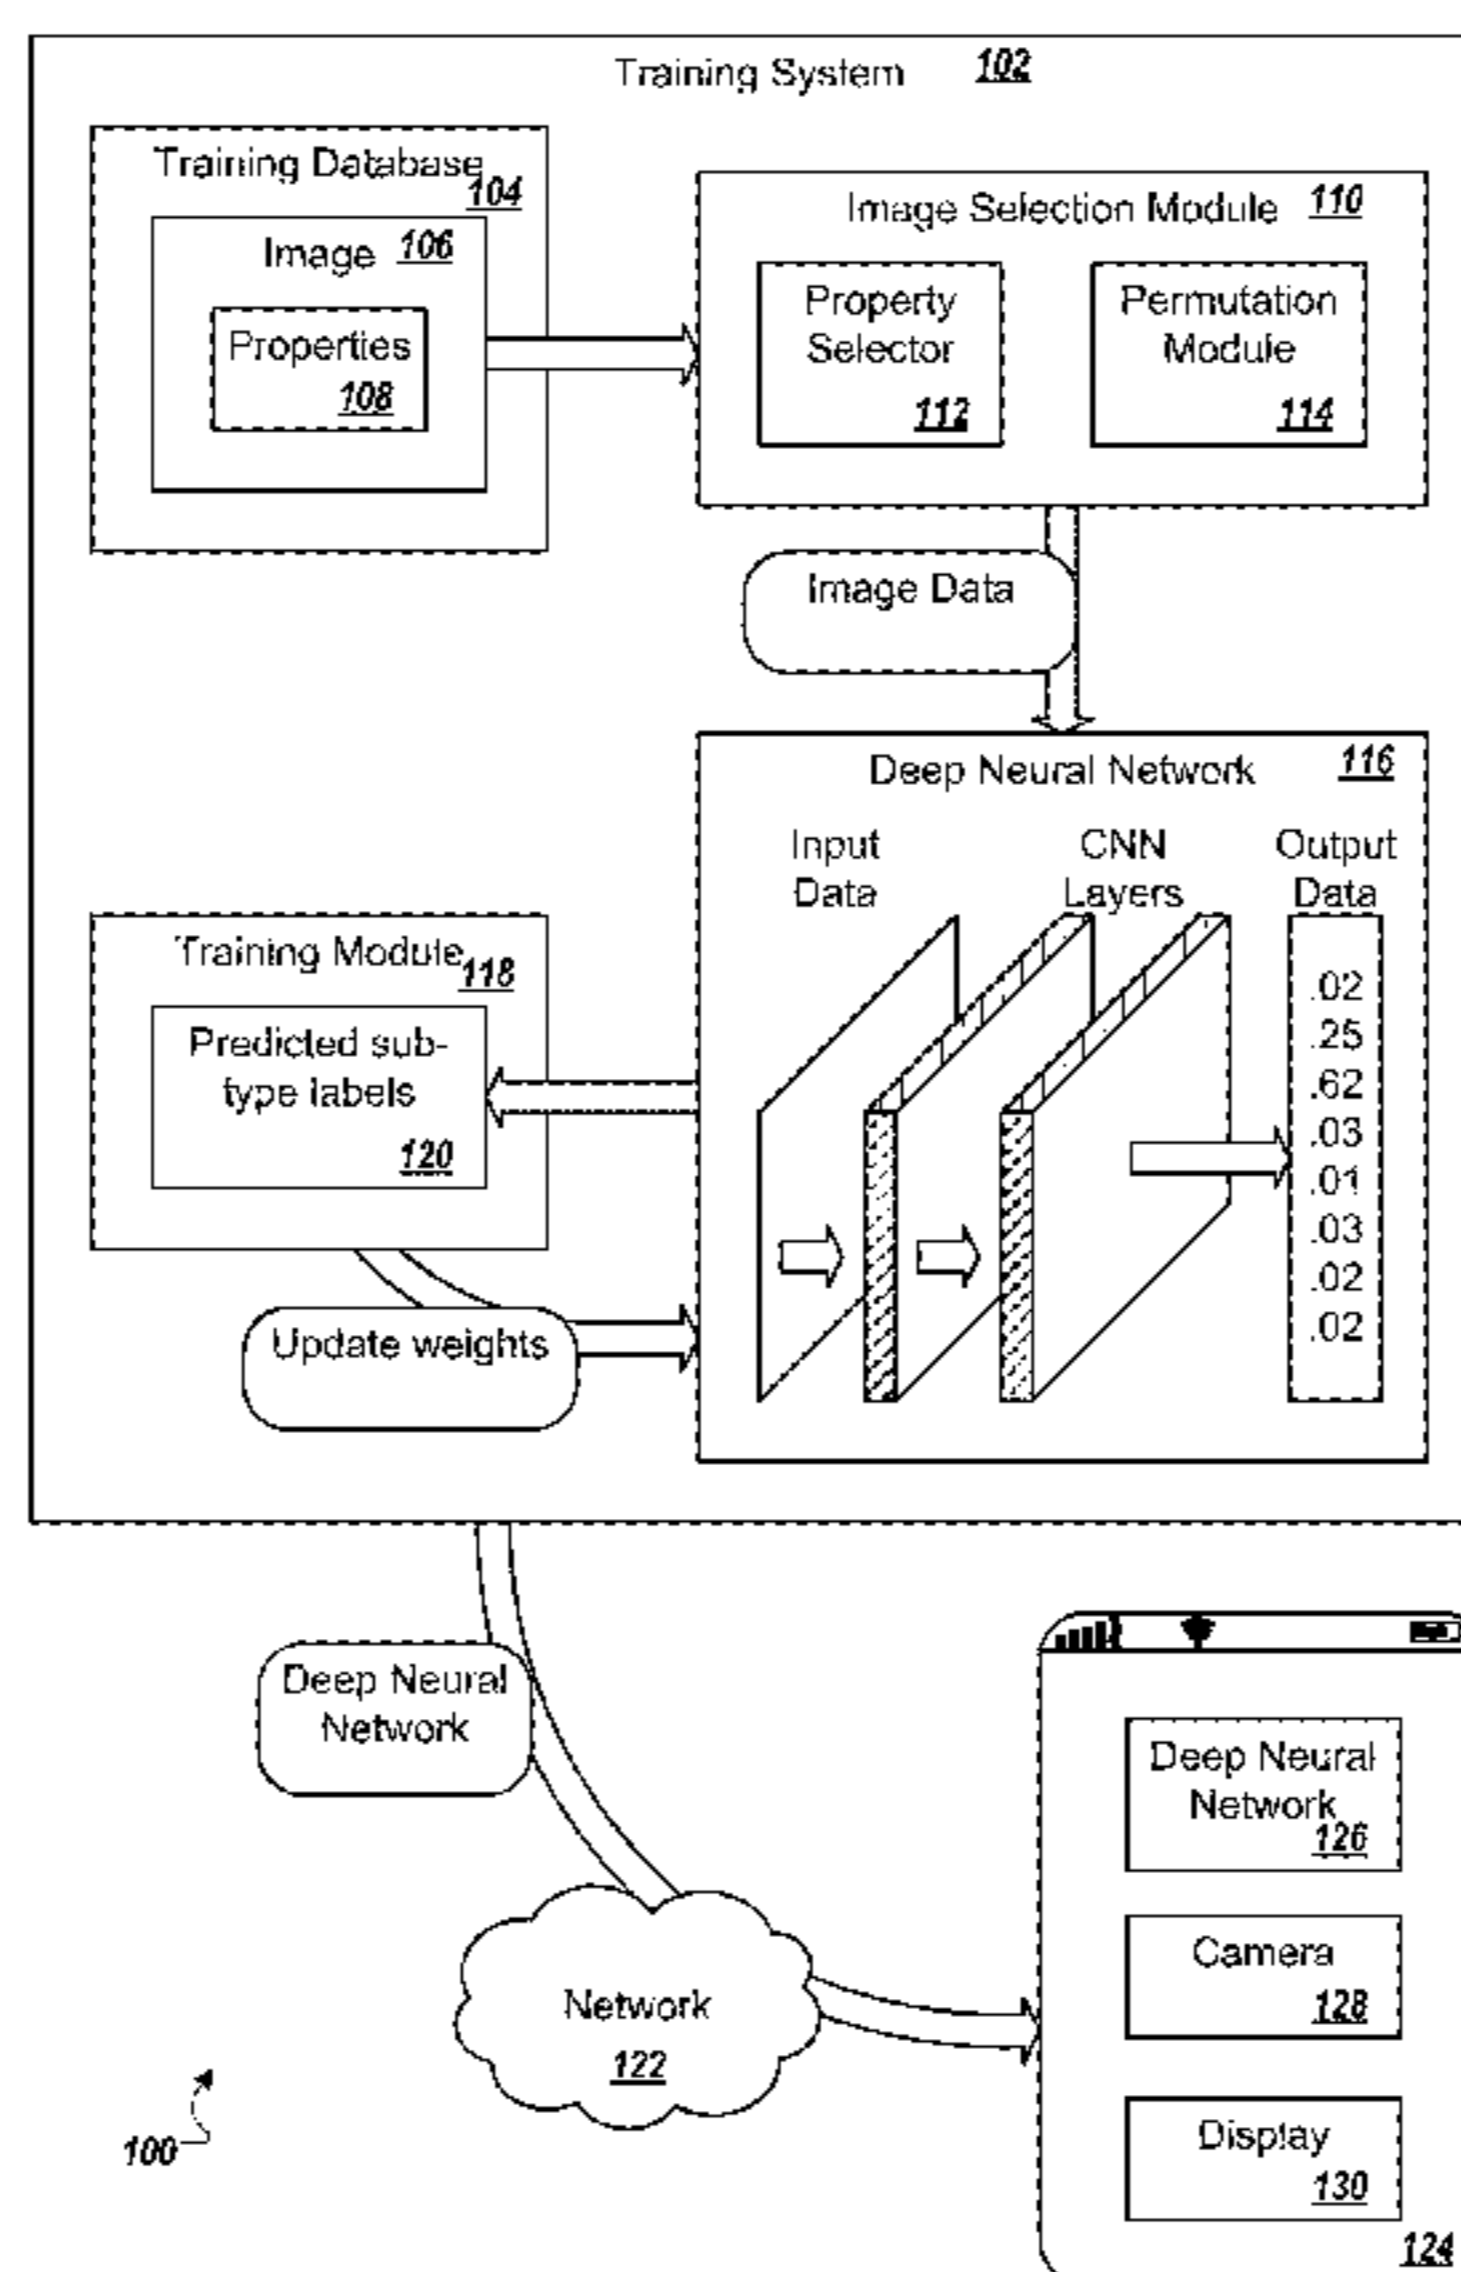 Training System 102
Training Database
104
Image 106
Properties
108
Image Selection Module 110
Property
Selector
112
Permutation
Module
114
Image Data
Deep Neural Network 116
Input
Data
CNN
Layers
Output
Data
.02
.25
.62
.03
.01
.03
.02
.02
Training Module
118
Predicted sub-
type labels
120
Update weights
Deep Neural
Network
Network
122
Deep Neural
Network
126
Camera
128
Display
130
124
100